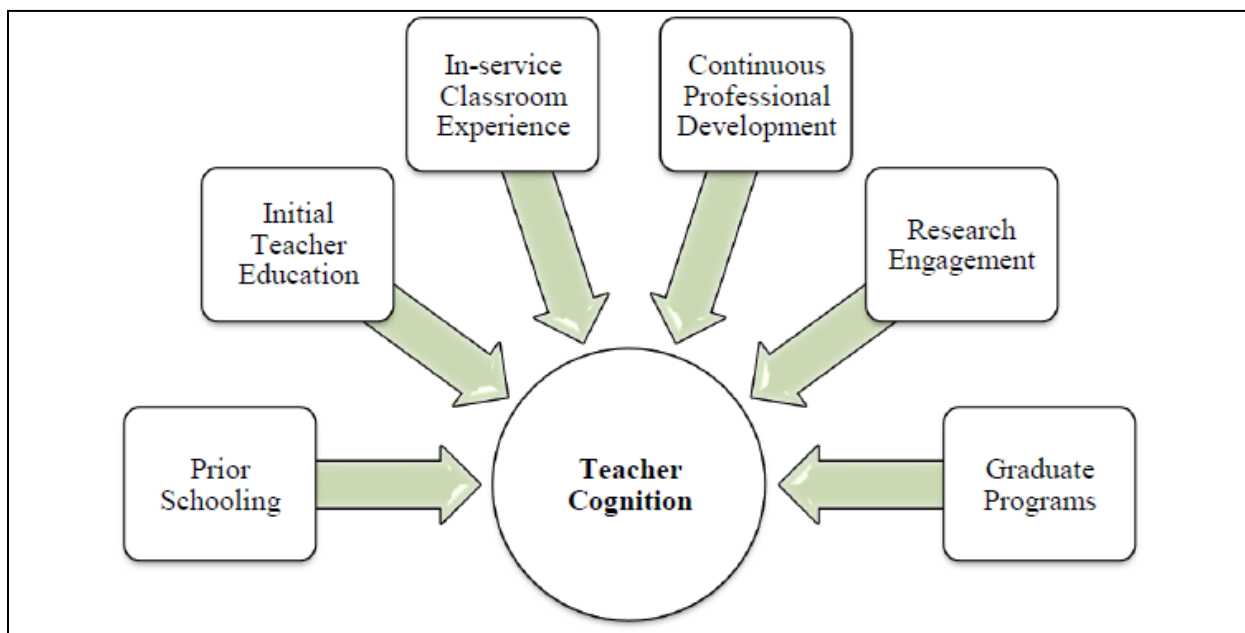 In-service
Classroom
Experience
Continuous
Professional
Development
Initial
Teacher
Education
Research
Engagement
Prior
Schooling
Teacher
Cognition
Graduate
Programs